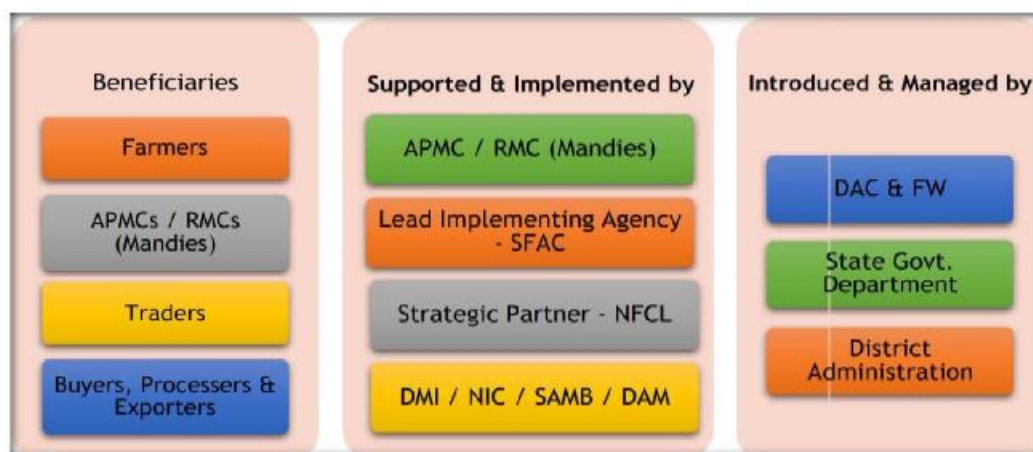 Beneficiaries
Farmers
APMCs / RMCs
(Mandies)
Traders
Buyers, Processers &
Exporters
Supported & Implemented by
APMC / RMC (Mandies)
Lead Implementing Agency
- SFAC
Strategic Partner - NFCL
DMI / NIC / SAMB / DAM
Introduced & Managed by
DAC & FW
State Govt.
Department
District
Administration